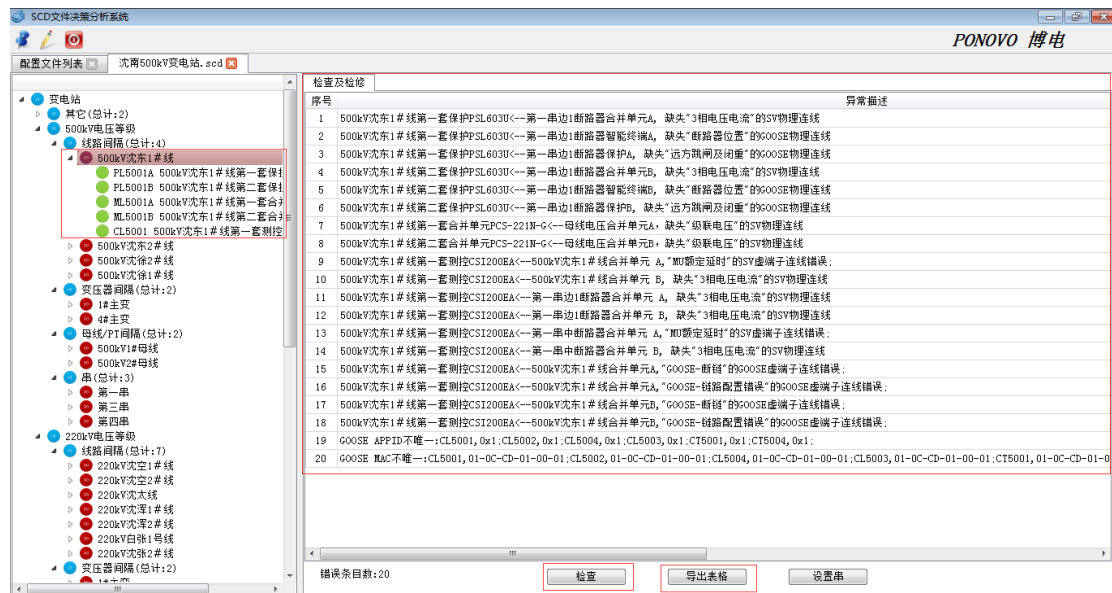 SCD文件决策分析系统
PONOVO 博电
配置文件列表
沈南500kV变电站.scd
变电站
其它(总计:2)
500kV电压等级
线路间隔(总计:4)
500kV沈东1#线
PL5001A 500kV沈东1#线第一套保护
PL5001B 500kV沈东1#线第二套保护
ML5001A 500kV沈东1#线第一套合并
ML5001B 500kV沈东1#线第二套合并
CL5001 500kV沈东1#线第一套测控
500kV沈东2#线
500kV沈徐2#线
500kV沈徐1#线
变压器间隔(总计:2)
1#主变
4#主变
母线/PT间隔(总计:2)
500kV1#母线
500kV2#母线
串(总计:3)
第一串
第三串
第四串
220kV电压等级
线路间隔(总计:7)
220kV沈空1#线
220kV沈空2#线
220kV沈太线
220kV沈浑1#线
220kV沈浑2#线
220kV白张1号线
220kV沈张2#线
变压器间隔(总计:2)
1#主变
检查及检修
序号 异常描述
1 500kV沈东1#线第一套保护PSL603U<--第一串边1断路器合并单元A, 缺失"3相电压电流"的SV物理连线
2 500kV沈东1#线第一套保护PSL603U<--第一串边1断路器智能终端A, 缺失"断路器位置"的GOOSE物理连线
3 500kV沈东1#线第一套保护PSL603U<--第一串边1断路器保护A, 缺失"远方跳闸及闭重"的GOOSE物理连线
4 500kV沈东1#线第二套保护PSL603U<--第一串边1断路器合并单元B, 缺失"3相电压电流"的SV物理连线
5 500kV沈东1#线第二套保护PSL603U<--第一串边1断路器智能终端B, 缺失"断路器位置"的GOOSE物理连线
6 500kV沈东1#线第二套保护PSL603U<--第一串边1断路器保护B, 缺失"远方跳闸及闭重"的GOOSE物理连线
7 500kV沈东1#线第一套合并单元PCS-221N-G<--母线电压合并单元A, 缺失"级联电压"的SV物理连线
8 500kV沈东1#线第二套合并单元PCS-221N-G<--母线电压合并单元B, 缺失"级联电压"的SV物理连线
9 500kV沈东1#线第一套测控CSI200EA<--500kV沈东1#线合并单元 A,"MU额定延时"的SV虚端子连线错误;
10 500kV沈东1#线第一套测控CSI200EA<--500kV沈东1#线合并单元 B, 缺失"3相电压电流"的SV物理连线
11 500kV沈东1#线第一套测控CSI200EA<--第一串边1断路器合并单元 A, 缺失"3相电压电流"的SV物理连线
12 500kV沈东1#线第一套测控CSI200EA<--第一串边1断路器合并单元 B, 缺失"3相电压电流"的SV物理连线
13 500kV沈东1#线第一套测控CSI200EA<--第一串中断路器合并单元 A,"MU额定延时"的SV虚端子连线错误;
14 500kV沈东1#线第一套测控CSI200EA<--第一串中断路器合并单元 B, 缺失"3相电压电流"的SV物理连线
15 500kV沈东1#线第一套测控CSI200EA<--500kV沈东1#线合并单元A,"GOOSE-断链"的GOOSE虚端子连线错误;
16 500kV沈东1#线第一套测控CSI200EA<--500kV沈东1#线合并单元A,"GOOSE-链路配置错误"的GOOSE虚端子连线错误;
17 500kV沈东1#线第一套测控CSI200EA<--500kV沈东1#线合并单元B,"GOOSE-断链"的GOOSE虚端子连线错误;
18 500kV沈东1#线第一套测控CSI200EA<--500kV沈东1#线合并单元B,"GOOSE-链路配置错误"的GOOSE虚端子连线错误;
19 GOOSE APPID不唯一:CL5001,0x1;CL5002,0x1;CL5004,0x1;CL5003,0x1;CT5001,0x1;CT5004,0x1;
20 GOOSE MAC不唯一:CL5001,01-0C-CD-01-00-01;CL5002,01-0C-CD-01-00-01;CL5004,01-0C-CD-01-00-01;CL5003,01-0C-CD-01-00-01;CT5001,01-0C-CD-01-0
错误条目数:20
检查
导出表格
设置串